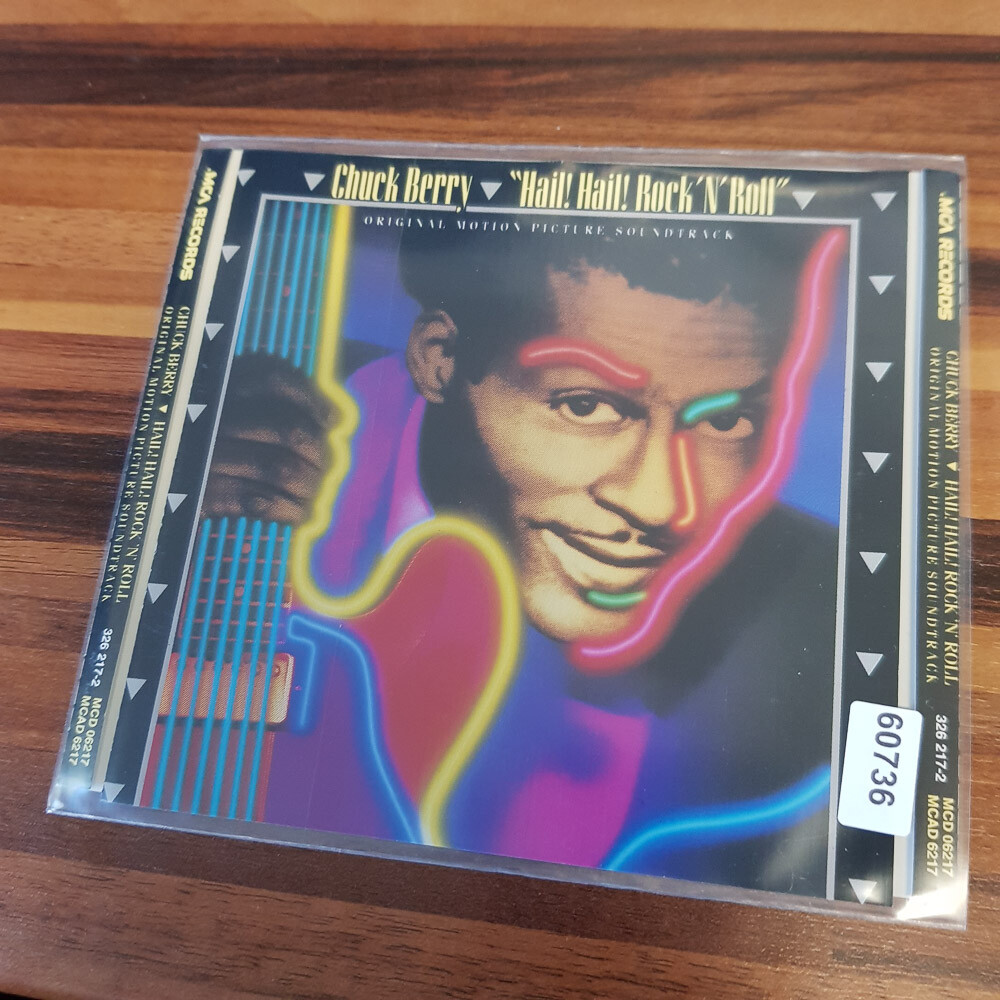 Chuck Berry ▼ "Hail! Hail! Rock 'N' Roll"
ORIGINAL MOTION PICTURE SOUNDTRACK
MCA RECORDS
CHUCK BERRY ▼ HAIL! HAIL! ROCK 'N' ROLL
ORIGINAL MOTION PICTURE SOUNDTRACK
326 217-2
MCD 06217
MCAD 6217
MCA RECORDS
CHUCK BERRY ▼ HAIL! HAIL! ROCK 'N' ROLL
ORIGINAL MOTION PICTURE SOUNDTRACK
326 217-2
MCD 06217
MCAD 6217
60736